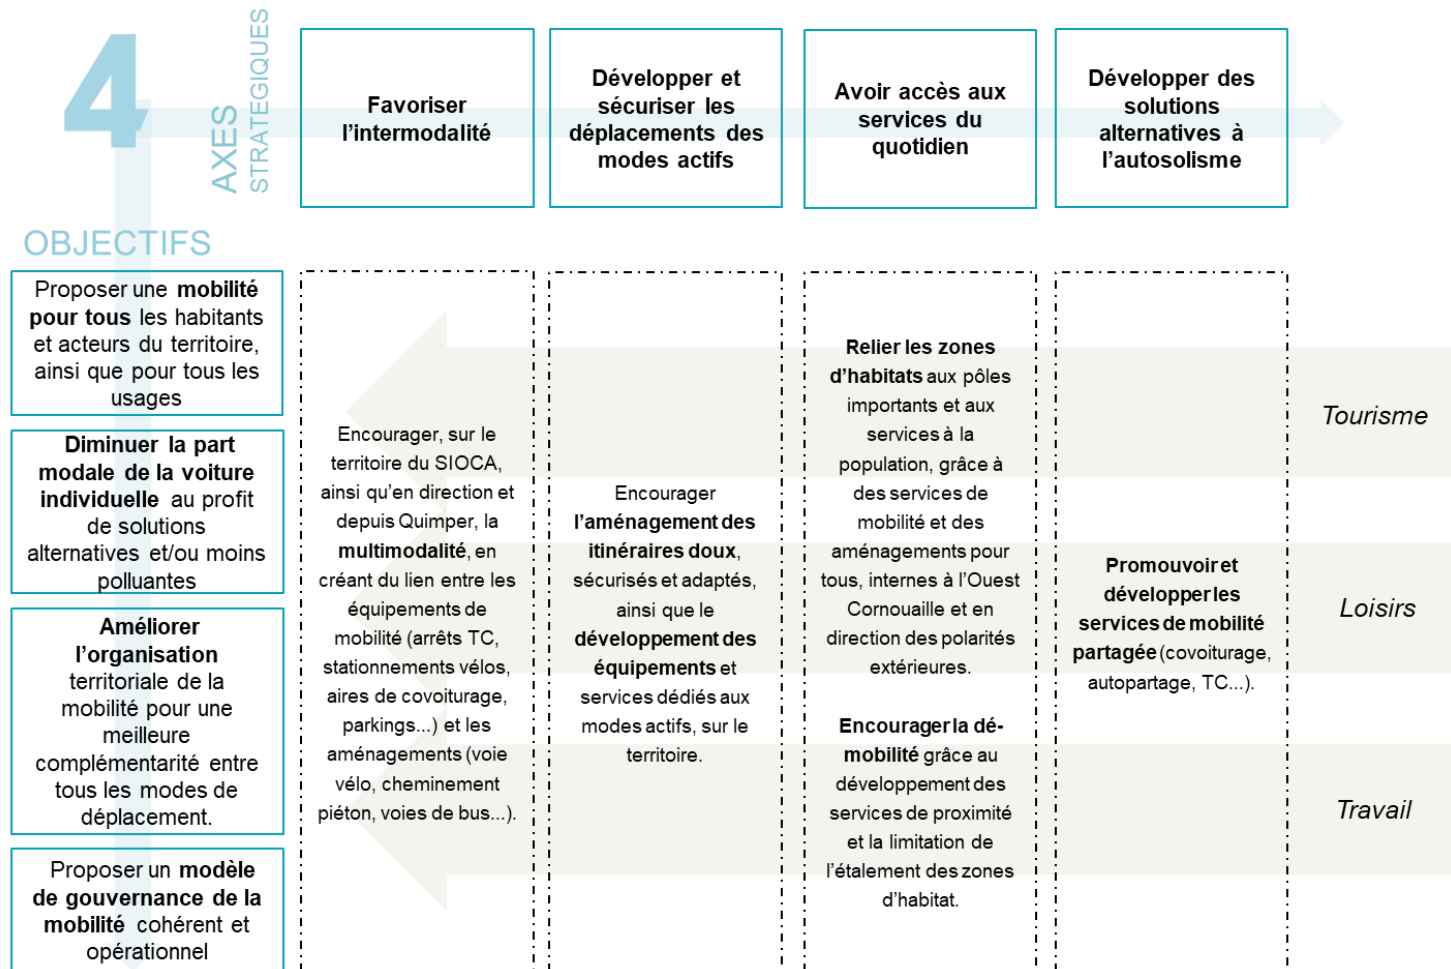 4
AXES
STRATEGIQUES
Favoriser
l’intermodalité
Développer et
sécuriser les
déplacements des
modes actifs
Avoir accès aux
services du
quotidien
Développer des
solutions
alternatives à
l’autosolisme
OBJECTIFS
Proposer une mobilité
pour tous les habitants
et acteurs du territoire,
ainsi que pour tous les
usages
Diminuer la part
modale de la voiture
individuelle au profit
de solutions
alternatives et/ou moins
polluantes
Améliorer
l’organisation
territoriale de la
mobilité pour une
meilleure
complémentarité entre
tous les modes de
déplacement.
Proposer un modèle
de gouvernance de la
mobilité cohérent et
opérationnel
Encourager, sur le
territoire du SIOCA,
ainsi qu’en direction et
depuis Quimper, la
multimodalité, en
créant du lien entre les
équipements de
mobilité (arrêts TC,
stationnements vélos,
aires de covoiturage,
parkings...) et les
aménagements (voie
vélo, cheminement
piéton, voies de bus...).
Encourager
l’aménagement des
itinéraires doux,
sécurisés et adaptés,
ainsi que le
développement des
équipements et
services dédiés aux
modes actifs, sur le
territoire.
Relier les zones
d’habitats aux pôles
importants et aux
services à la
population, grâce à
des services de
mobilité et des
aménagements pour
tous, internes à l’Ouest
Cornouaille et en
direction des polarités
extérieures.
Encourager la dé-
mobilité grâce au
développement des
services de proximité
et la limitation de
l’étalement des zones
d’habitat.
Promouvoir et
développer les
services de mobilité
partagée (covoiturage,
autopartage, TC...).
Tourisme
Loisirs
Travail